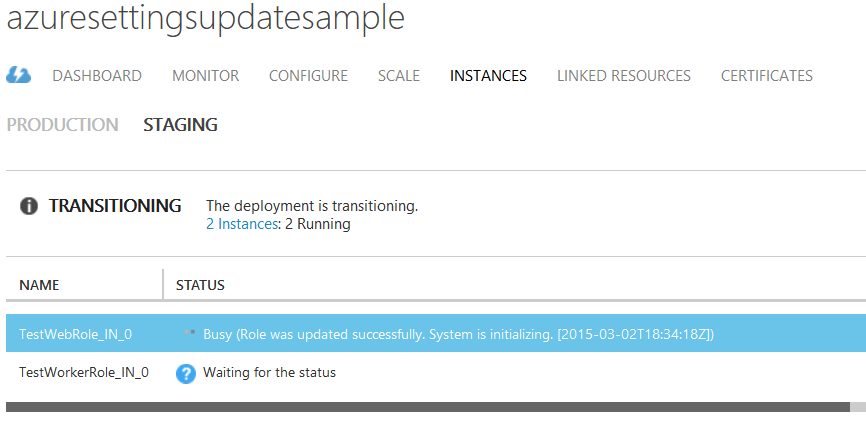 azuresettingsupdatesample
DASHBOARD MONITOR CONFIGURE SCALE INSTANCES LINKED RESOURCES CERTIFICATES
PRODUCTION STAGING
TRANSITIONING The deployment is transitioning.
2 Instances: 2 Running
NAME STATUS
TestWebRole_IN_0 Busy (Role was updated successfully. System is initializing. [2015-03-02T18:34:18Z])
TestWorkerRole_IN_0 Waiting for the status